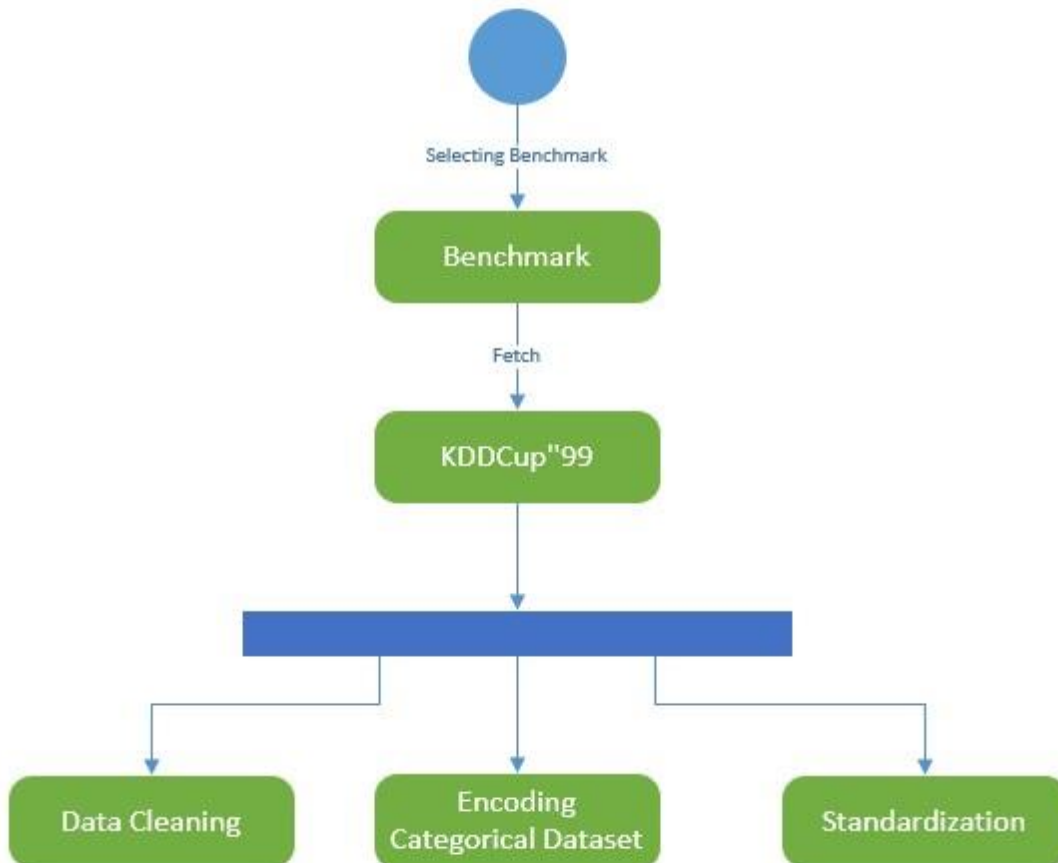 Selecting Benchmark
Benchmark
Fetch
KDDCup"99
Data Cleaning
Encoding
Categorical Dataset
Standardization